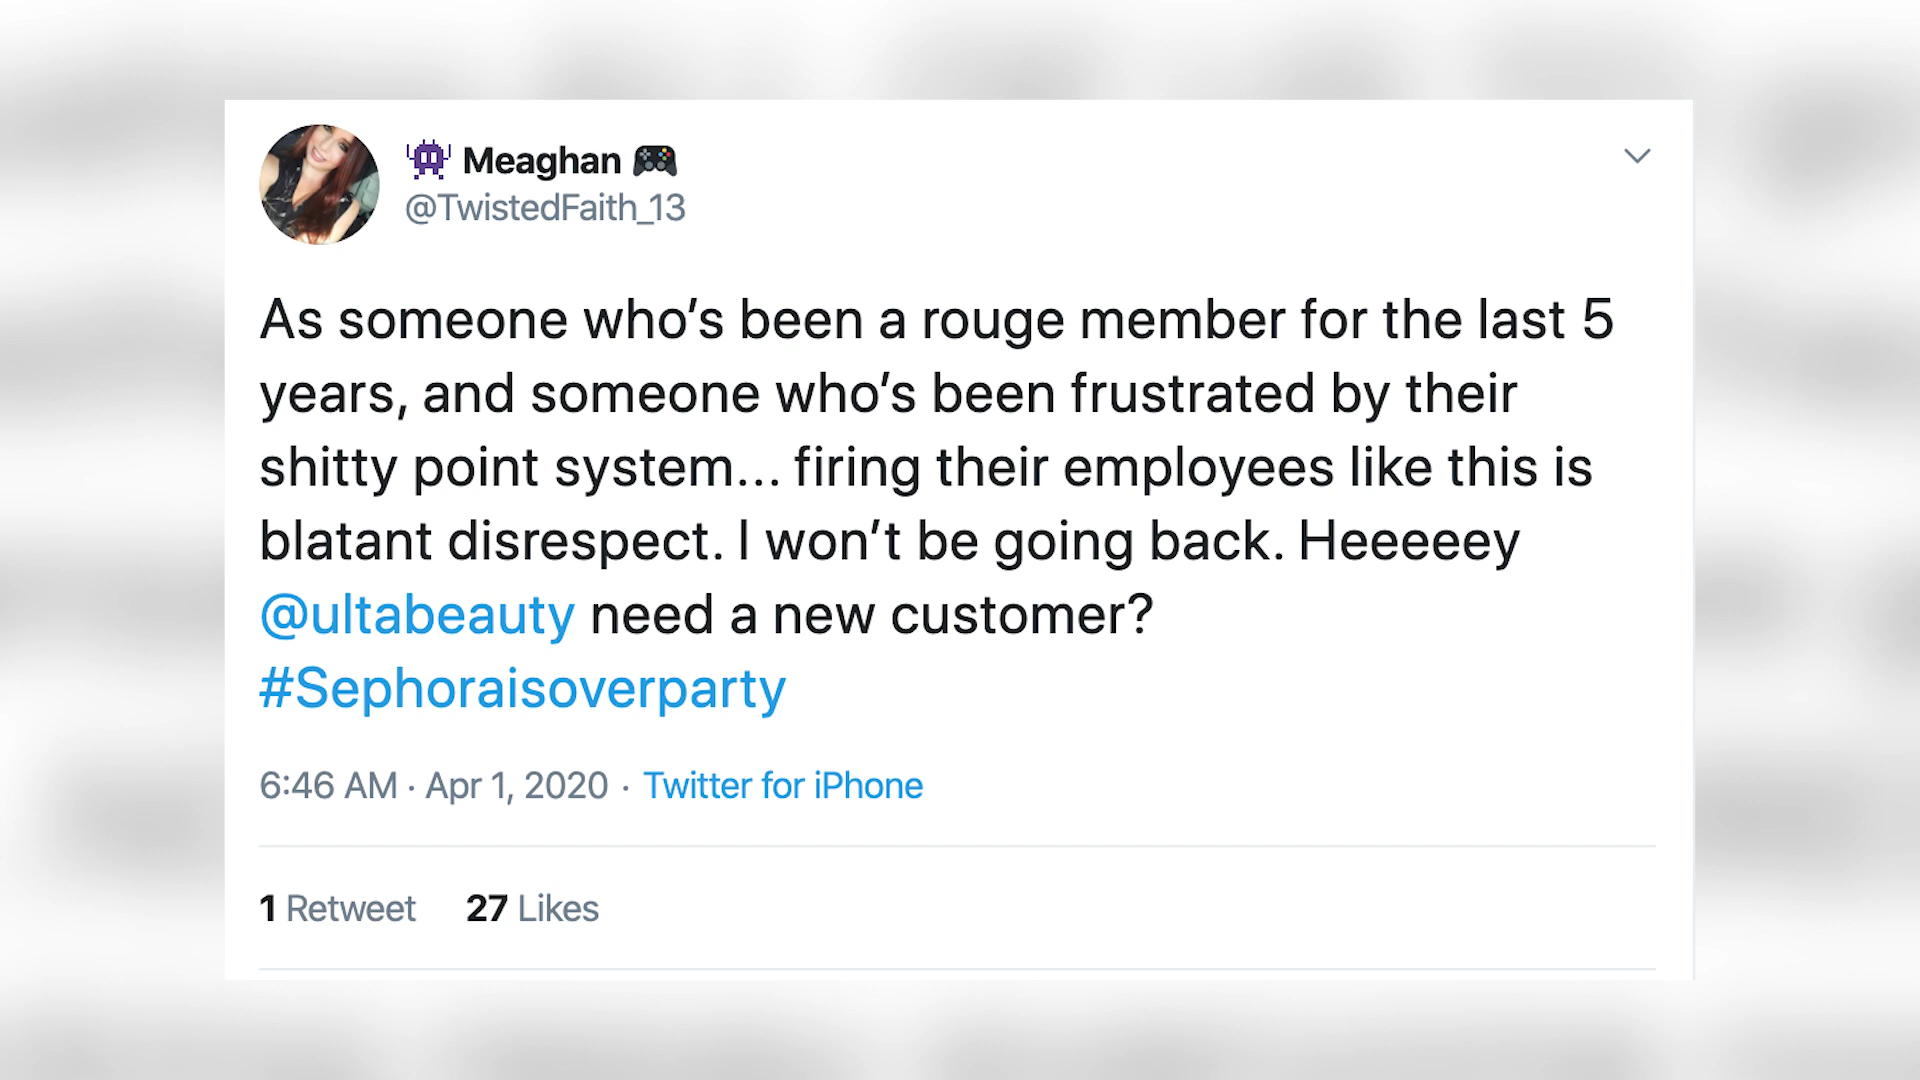 👾 Meaghan 🎮
@TwistedFaith_13
As someone who’s been a rouge member for the last 5
years, and someone who’s been frustrated by their
shitty point system... firing their employees like this is
blatant disrespect. I won’t be going back. Heeeeey
@ultabeauty need a new customer?
#Sephoraisoverparty
6:46 AM · Apr 1, 2020 · Twitter for iPhone
1 Retweet 27 Likes